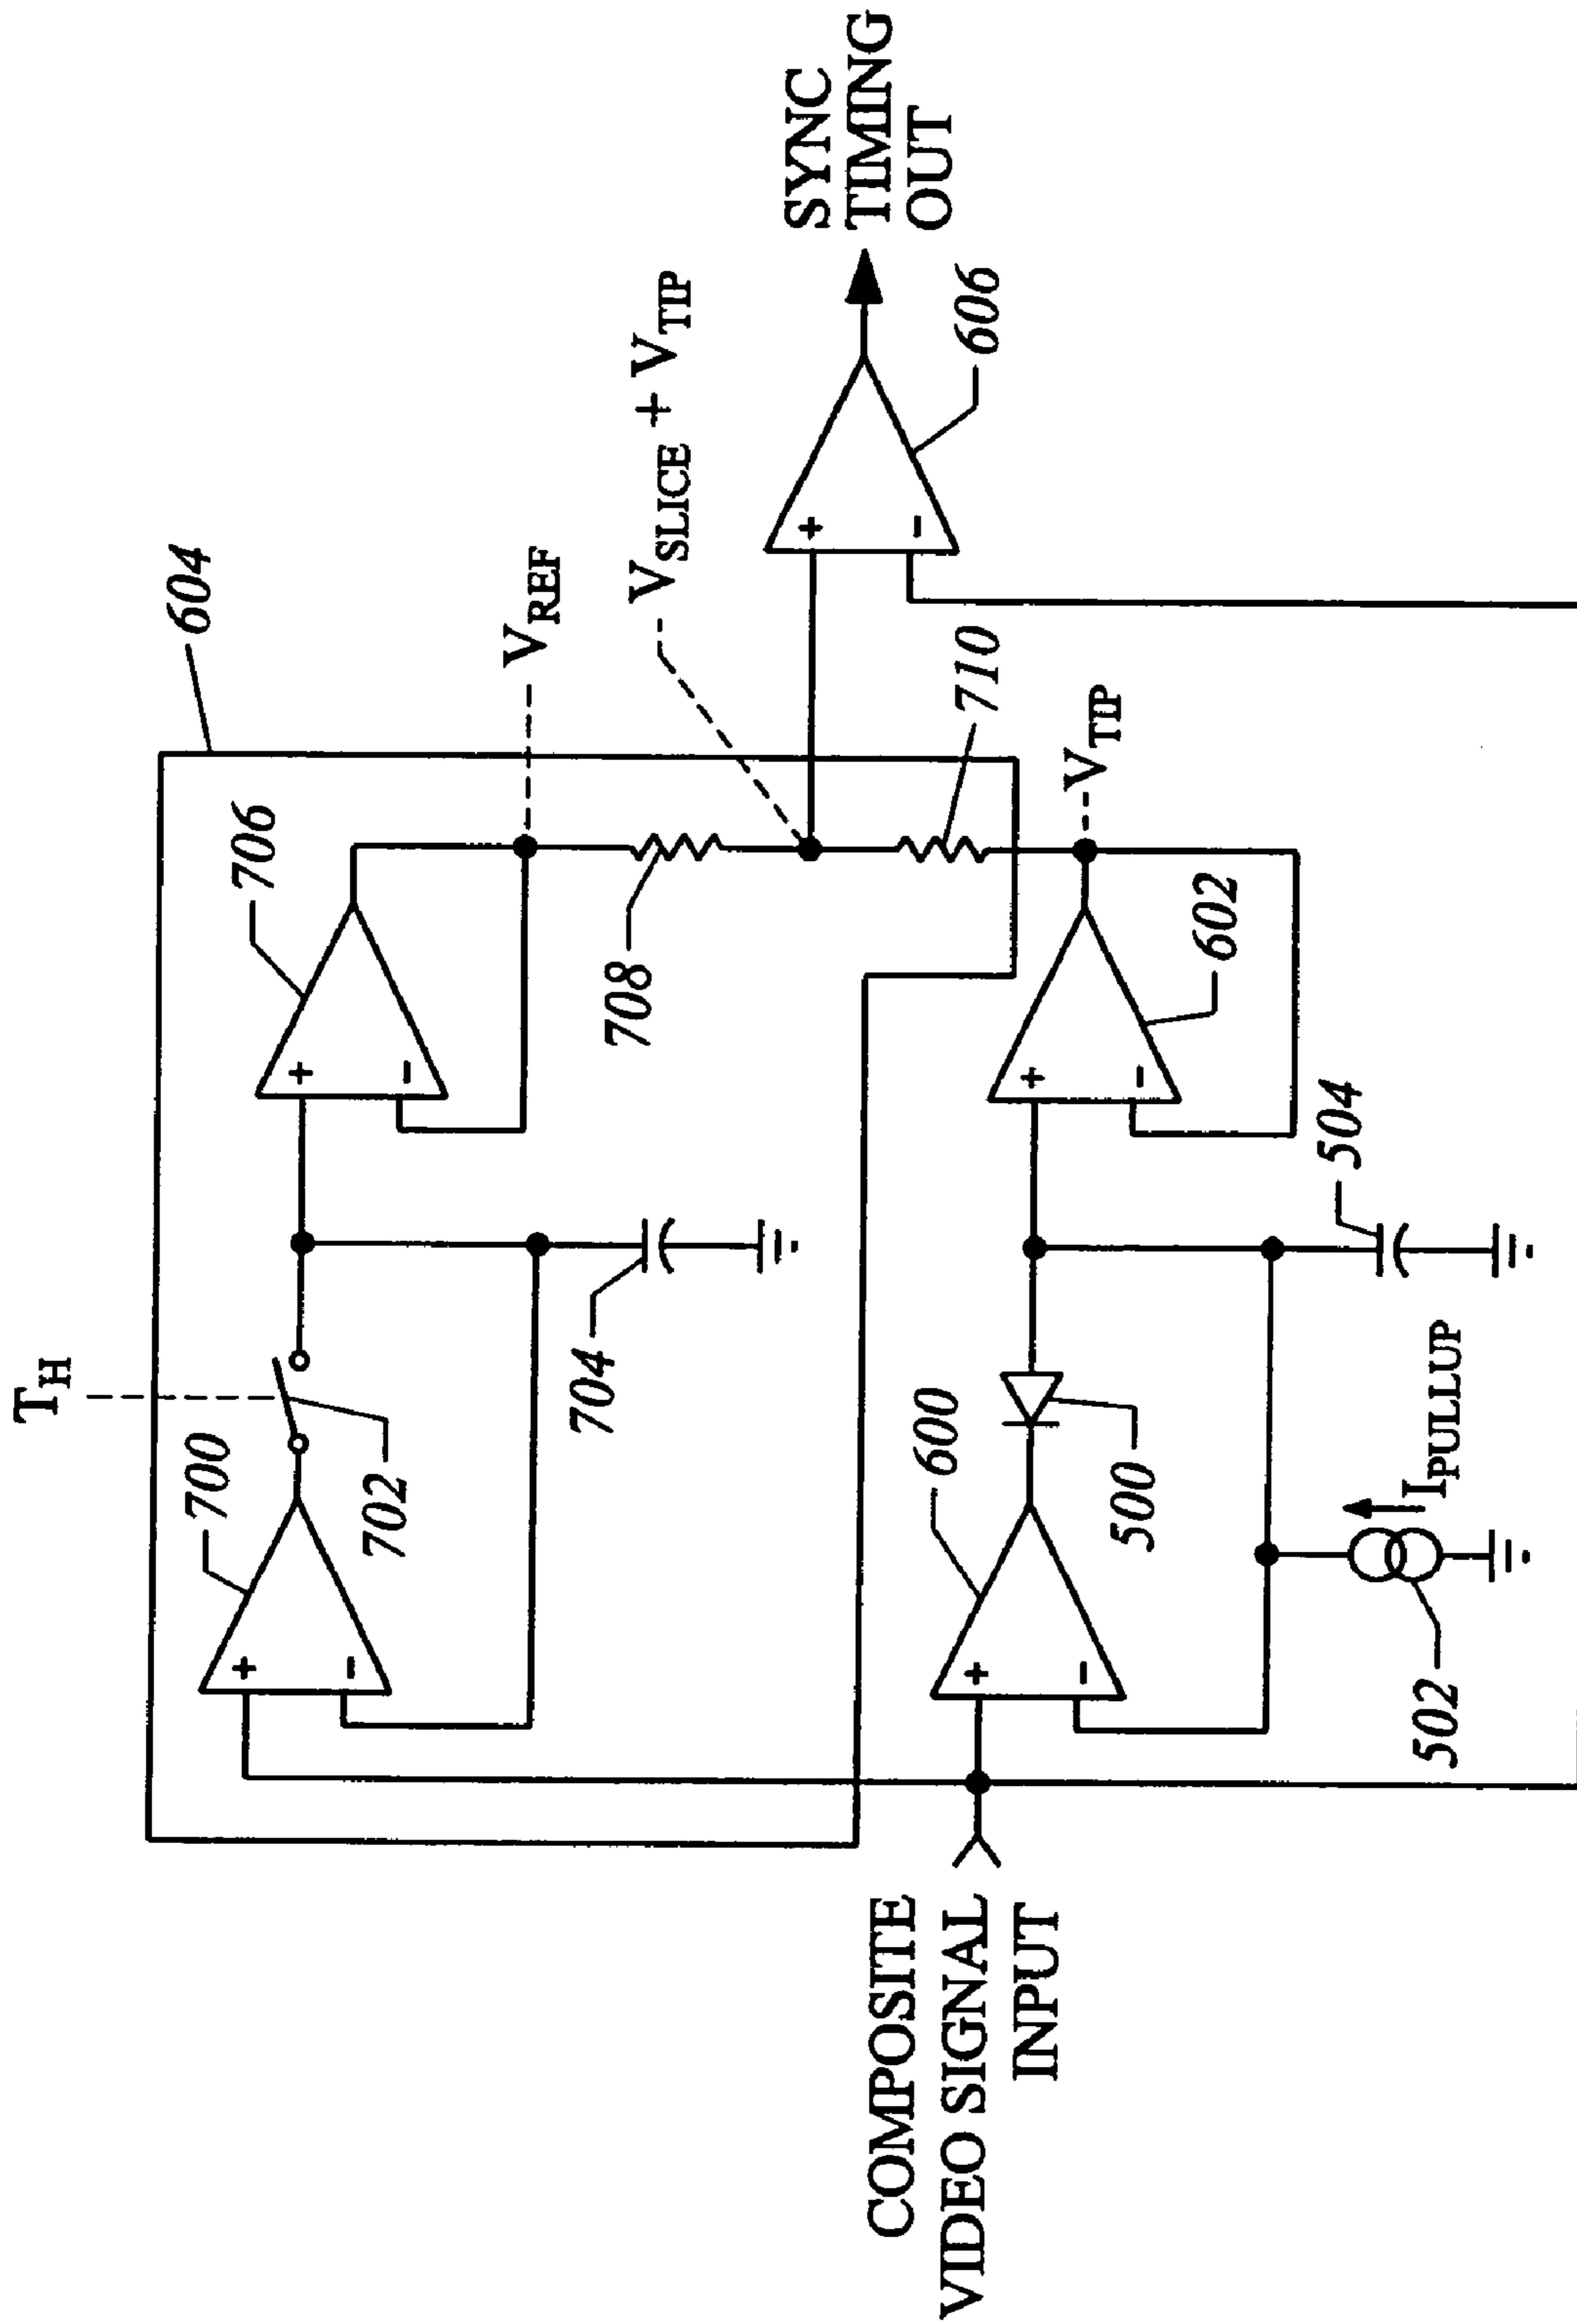 604
T_H
700
702
704
706
V_REF
708
V_SLICE + V_TIP
710
SYNC
TIMING
OUT
606
+
-
+
-
+
-
COMPOSITE
VIDEO SIGNAL
INPUT
600
500
502
I_PULLUP
504
602
V_TIP
+
-
+
-